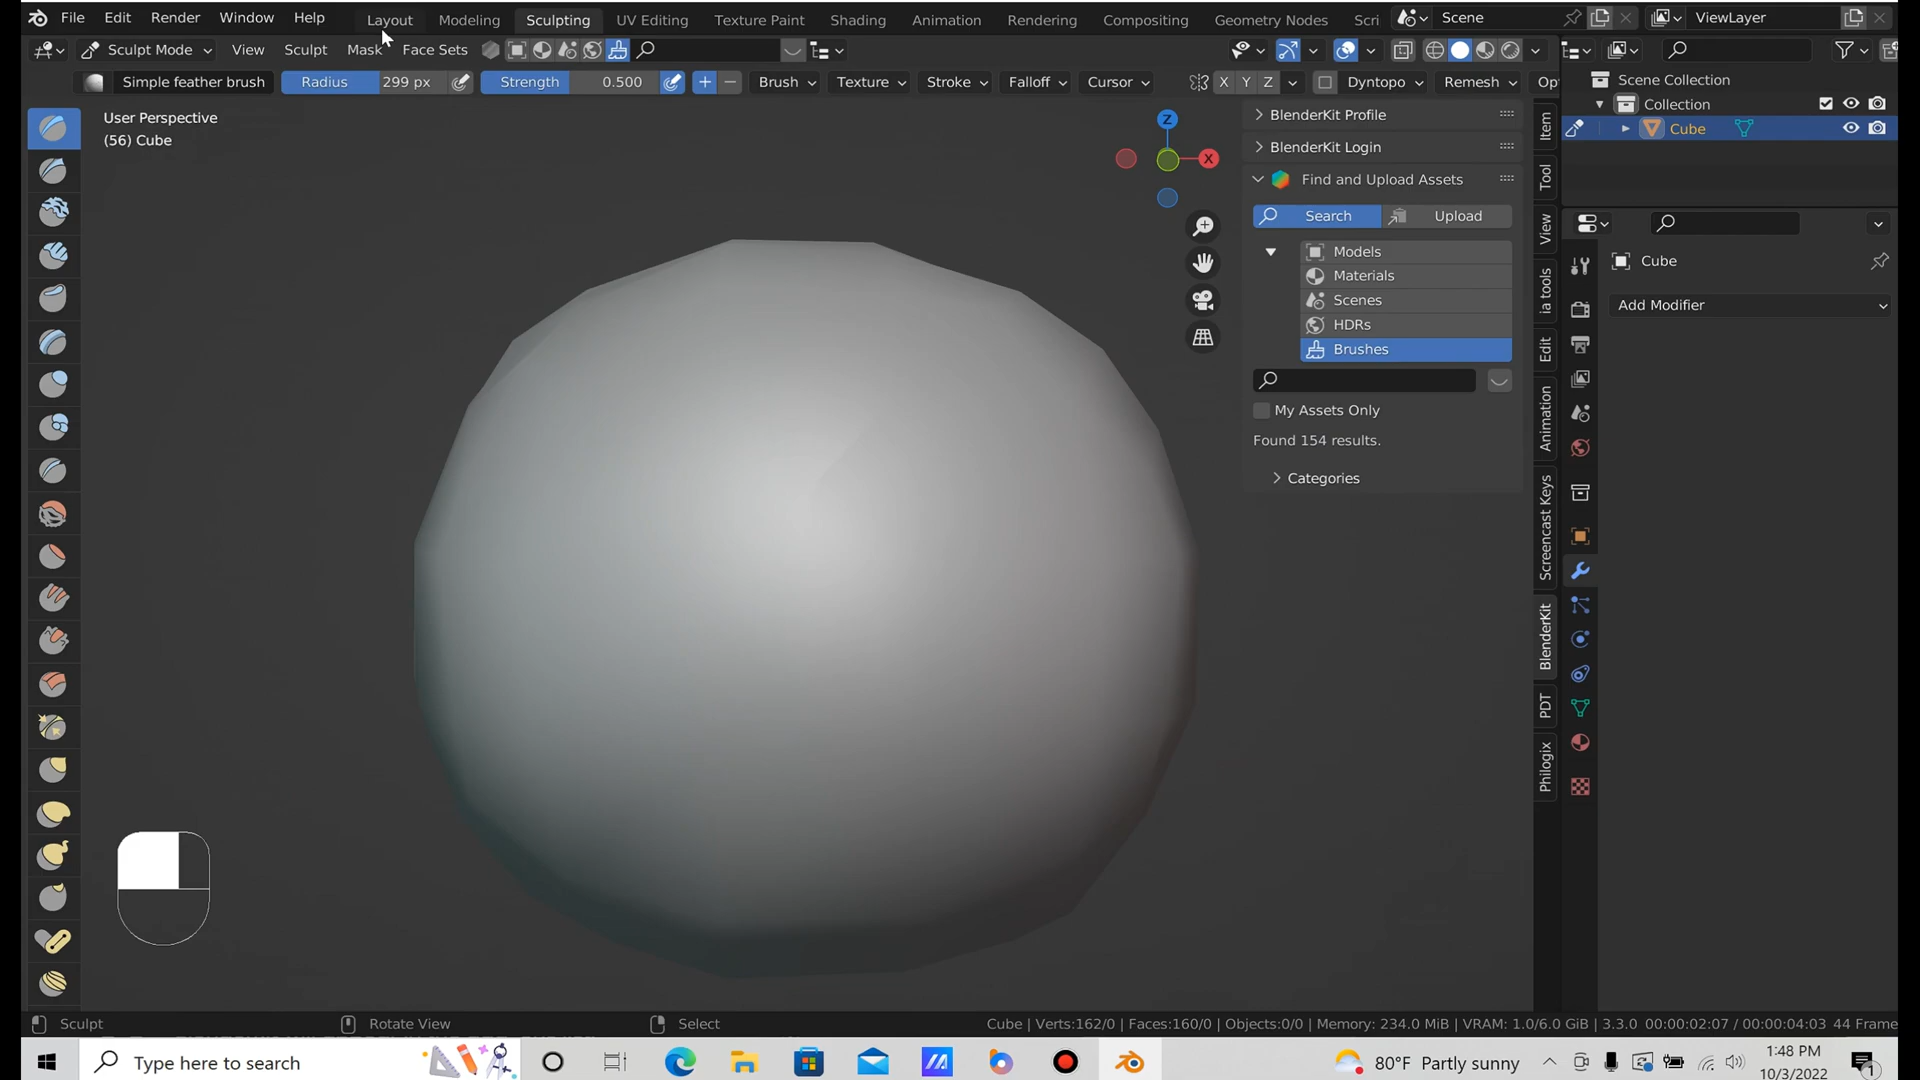 File Edit Render Window Help Layout Modeling Sculpting UV Editing Texture Paint Shading Animation Rendering Compositing Geometry Nodes Scri Scene ViewLayer
Sculpt Mode View Sculpt Mask Face Sets
Simple feather brush Radius 299 px Strength 0.500 Brush Texture Stroke Falloff Cursor X Y Z Dyntopo Remesh Op
User Perspective
(56) Cube
Z
X
BlenderKit Profile
BlenderKit Login
Find and Upload Assets
Search Upload
Models
Materials
Scenes
HDRs
Brushes
My Assets Only
Found 154 results.
Categories
Item
Tool
View
ia tools
Edit
Animation
Screencast Keys
BlenderKit
PDT
Philogix
Scene Collection
Collection
Cube
Cube
Add Modifier
Sculpt Rotate View Select Cube | Verts:162/0 | Faces:160/0 | Objects:0/0 | Memory: 234.0 MiB | VRAM: 1.0/6.0 GiB | 3.3.0 00:00:02:07 / 00:00:04:03 44 Frame
Type here to search 80°F Partly sunny 1:48 PM
10/3/2022
1